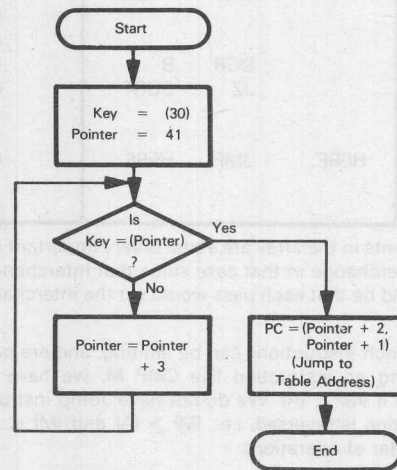 Start
Key = (30)
Pointer = 41
Is
Key = (Pointer)
?
Yes
No
Pointer = Pointer
+ 3
PC = (Pointer + 2,
Pointer + 1)
(Jump to
Table Address)
End